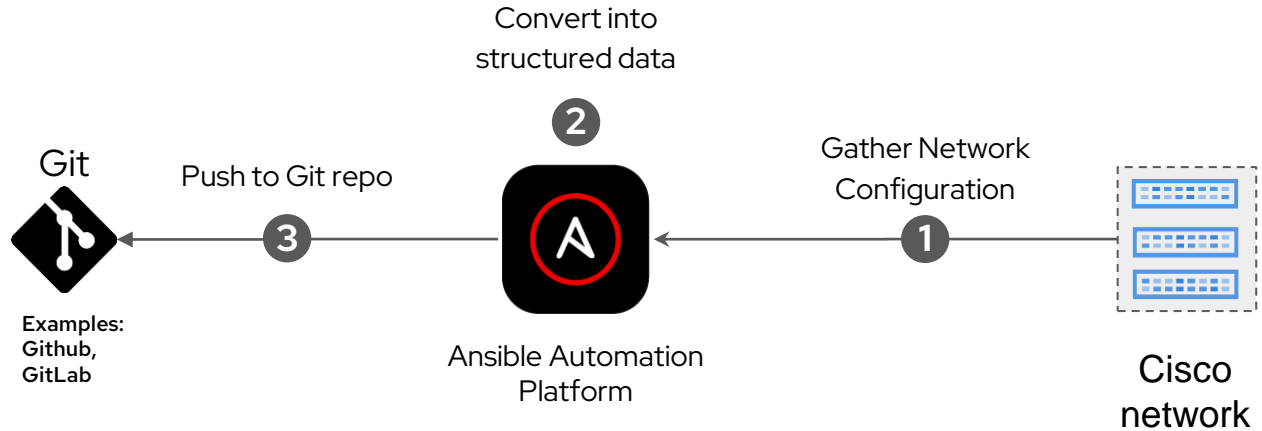 Convert into
structured data
2
Git
Push to Git repo
Gather Network
Configuration
3
1
Examples:
Github,
GitLab
Ansible Automation
Platform
Cisco
network